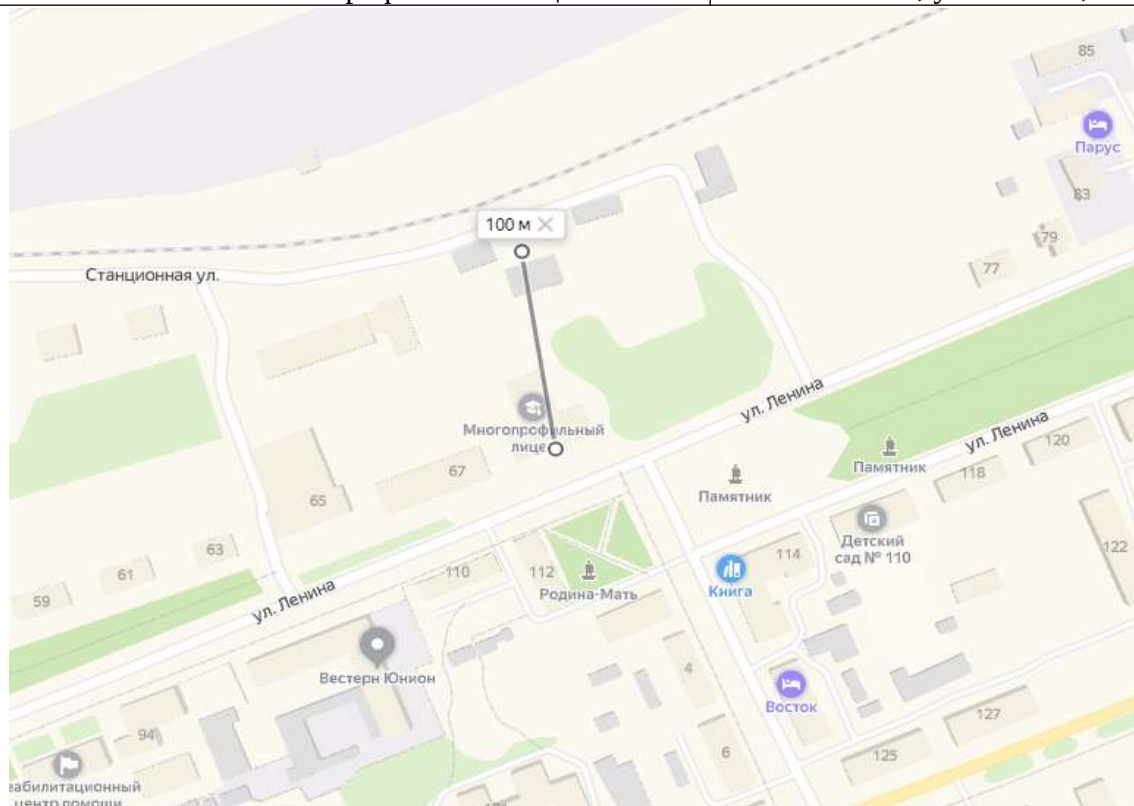 85
Парус
83
79
77
100 м
Станционная ул.
ул. Ленина
ул. Ленина
120
118
Памятник
Памятник
Многопрофильный
лице
67
65
63
61
59
Детский
сад № 110
122
114
Книга
110
112
Родина-Мать
ул. Ленина
Вестерн Юнион
4
Восток
127
125
6
94
еабилитационный
центр помощи